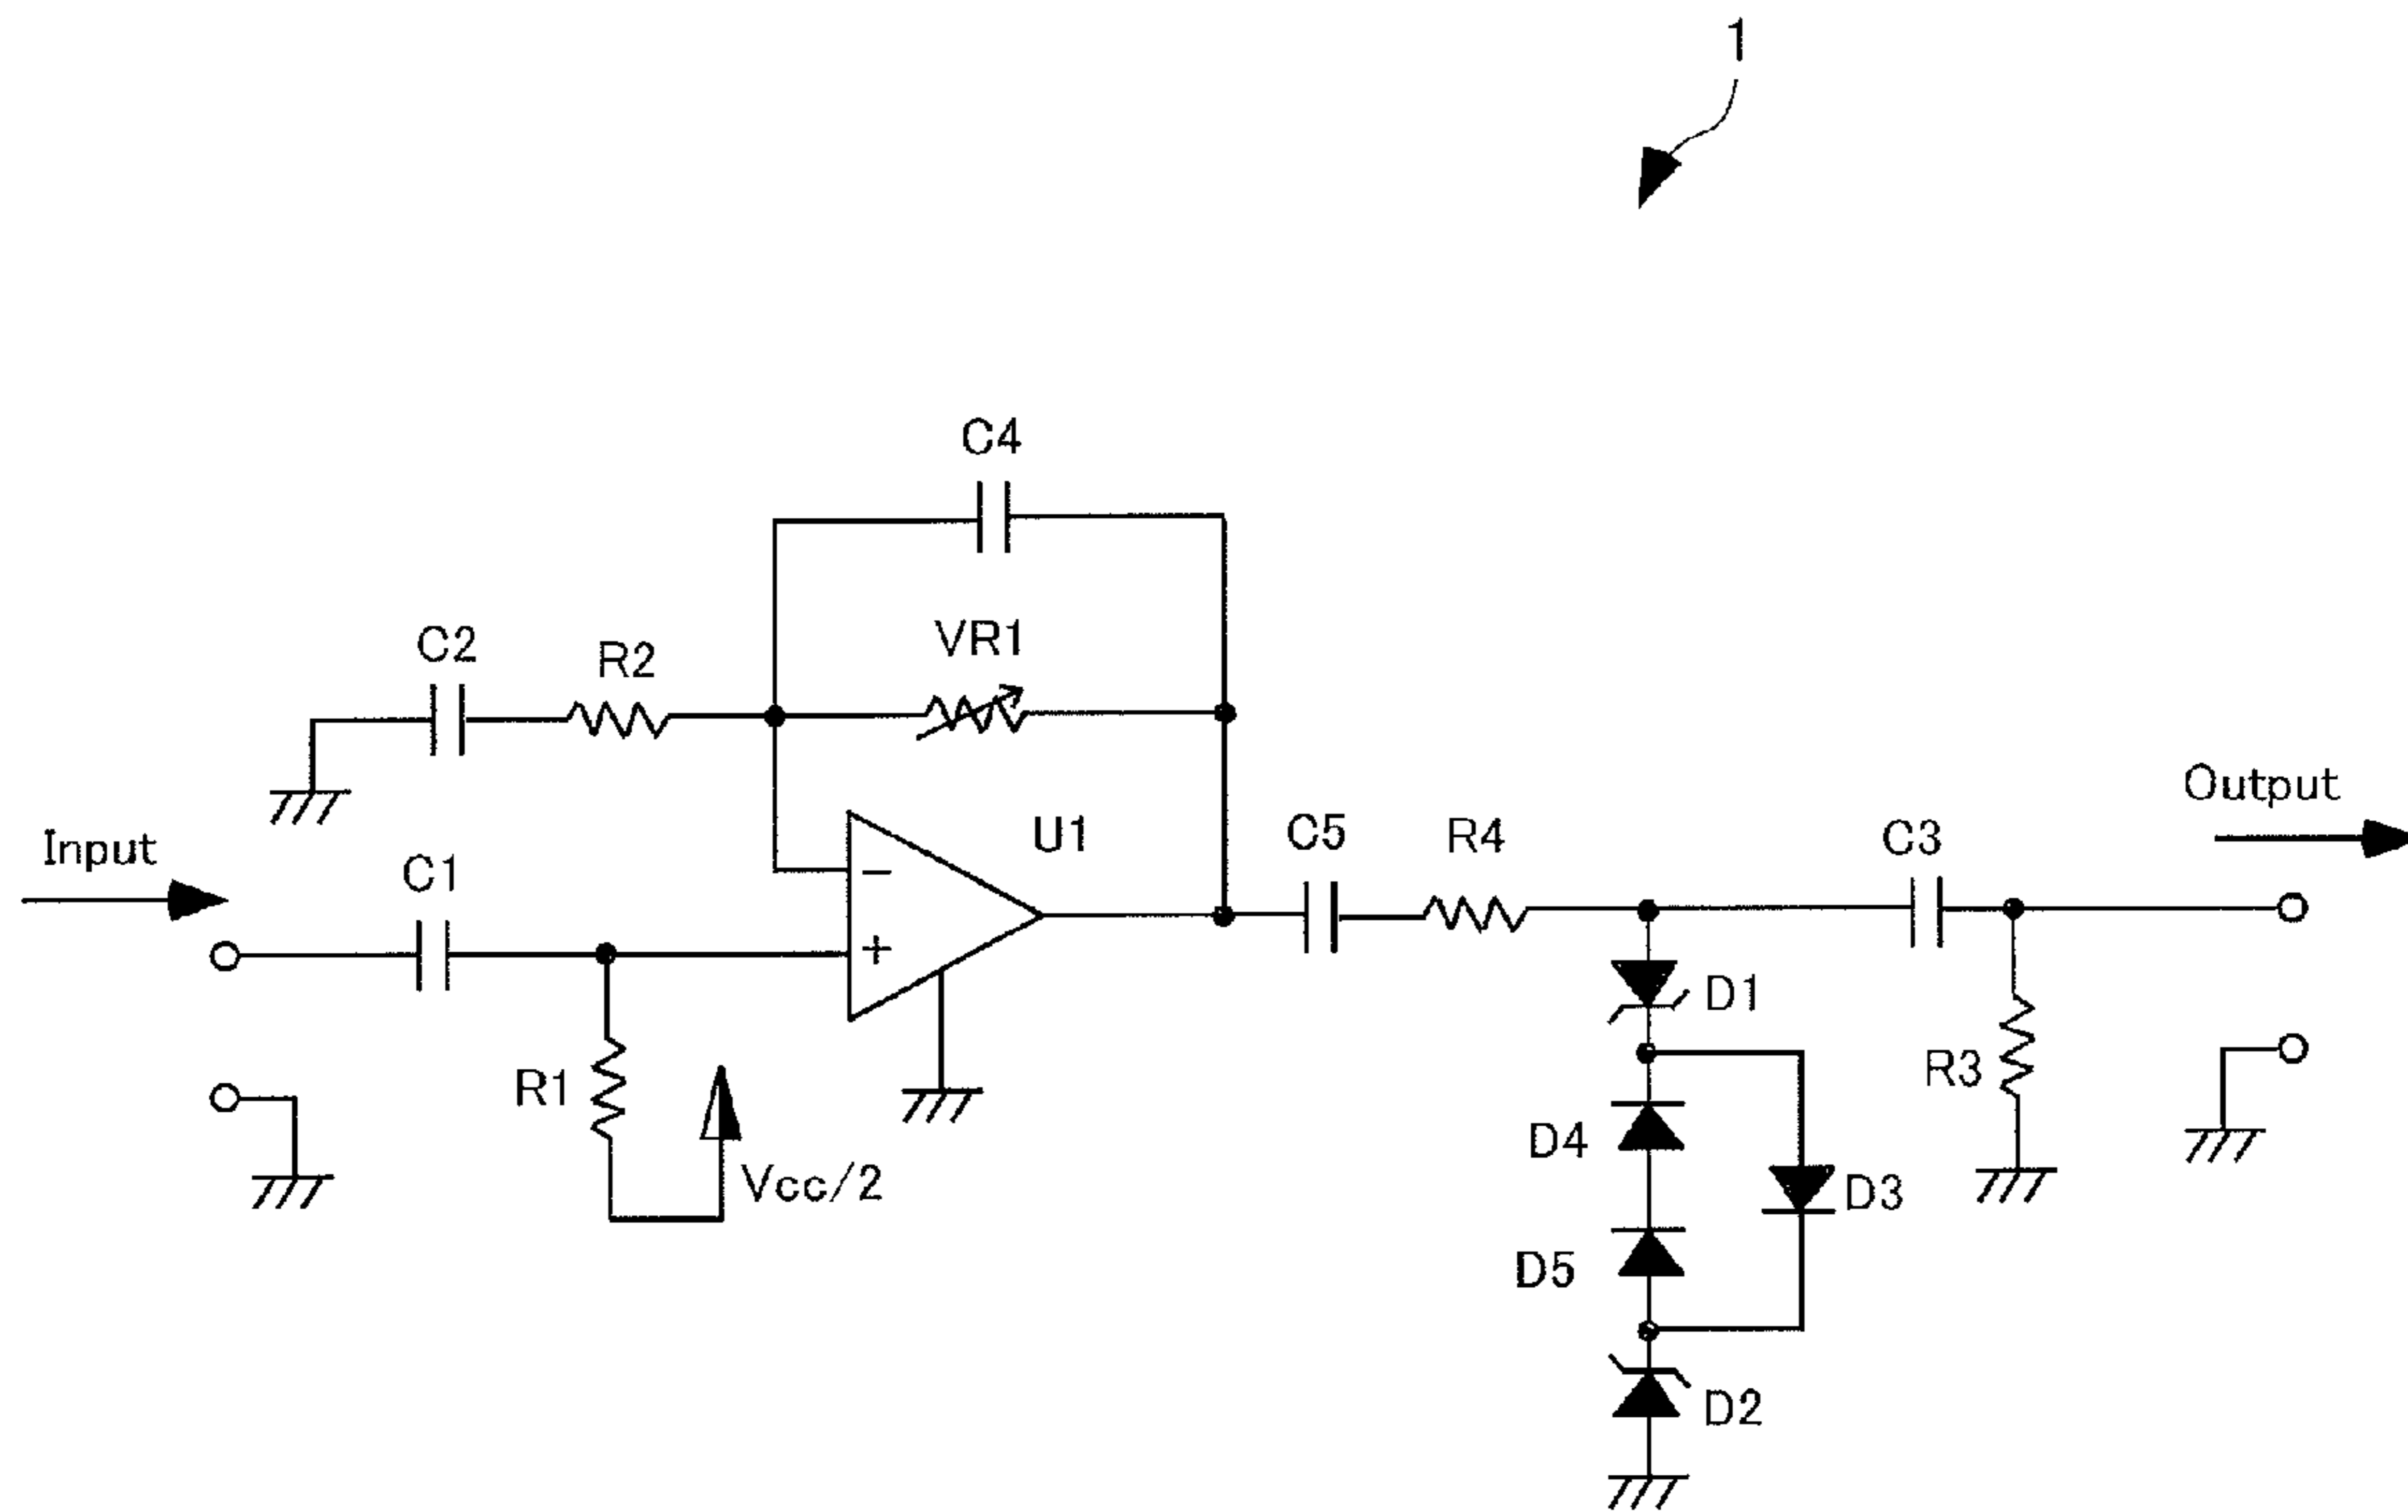 1
C4
C2
R2
VR1
Input
C1
U1
C5
R4
C3
Output
−
+
D1
R1
R3
Vcc/2
D4
D3
D5
D2